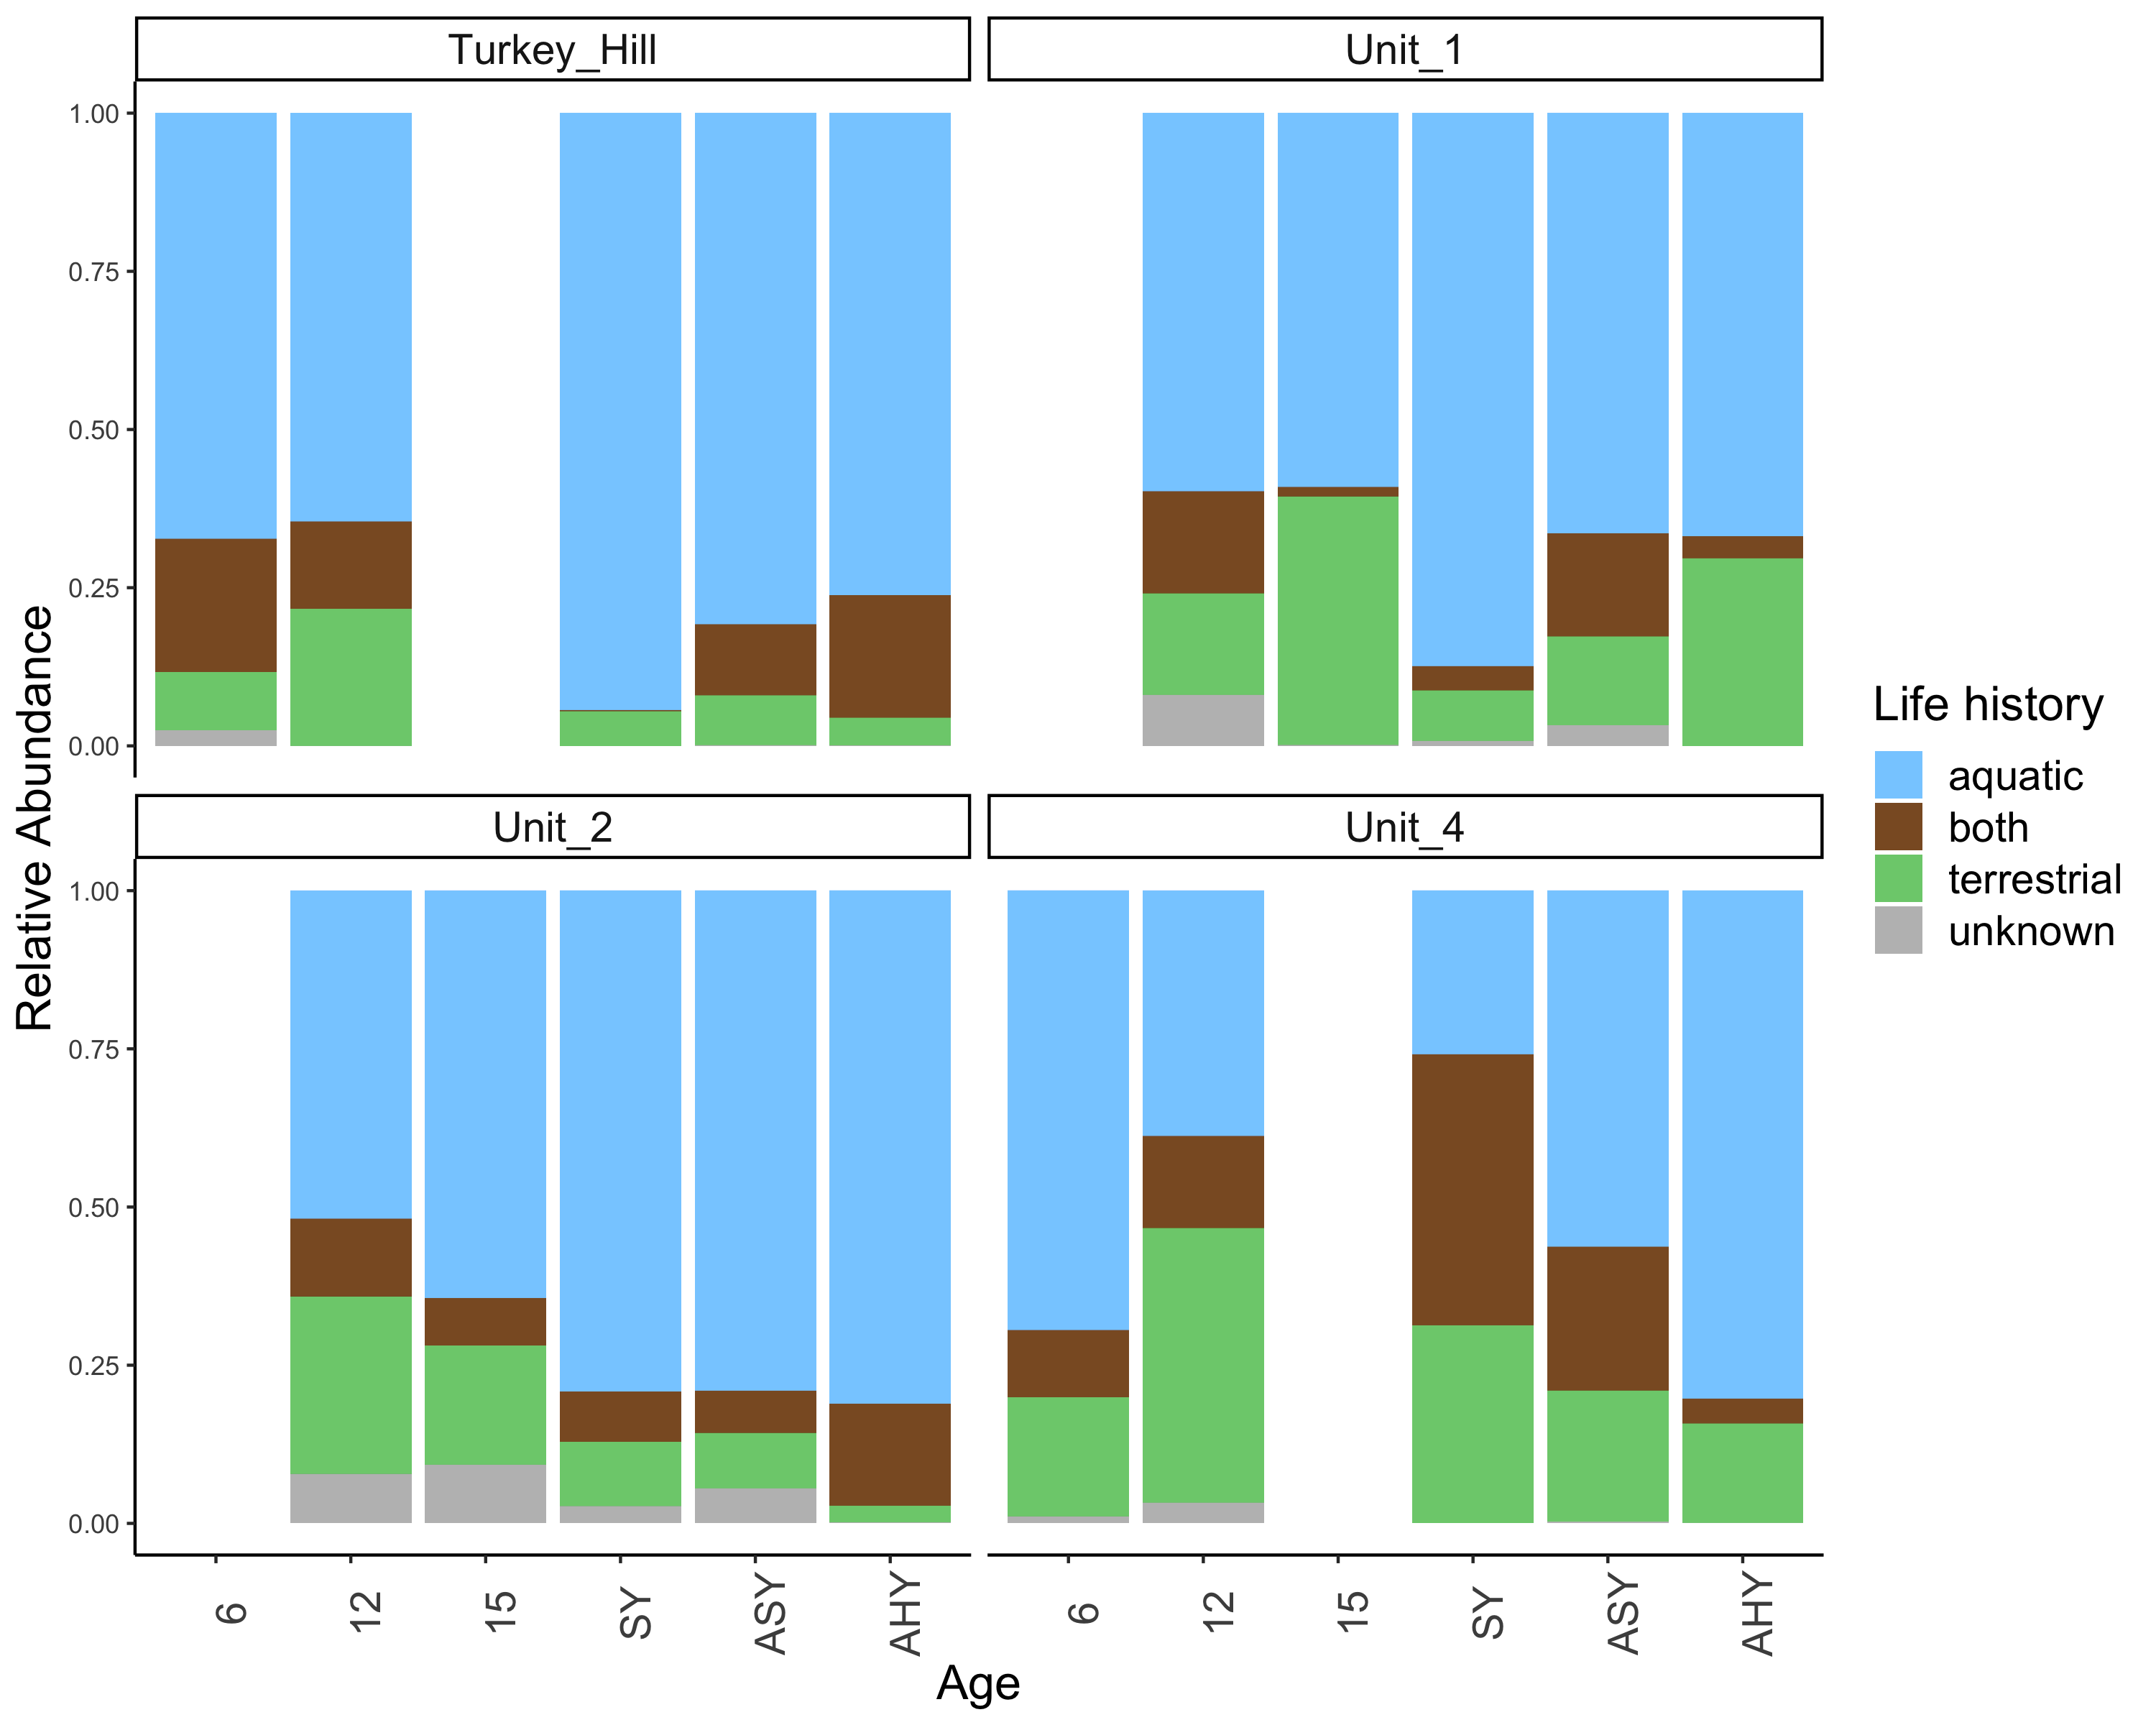 Turkey_Hill
Unit_1
1.00
0.75
0.50
0.25
0.00
Unit_2
Unit_4
1.00
0.75
0.50
0.25
0.00
6 12 15 SY ASY AHY
6 12 15 SY ASY AHY
Age
Relative Abundance
Life history
aquatic
both
terrestrial
unknown